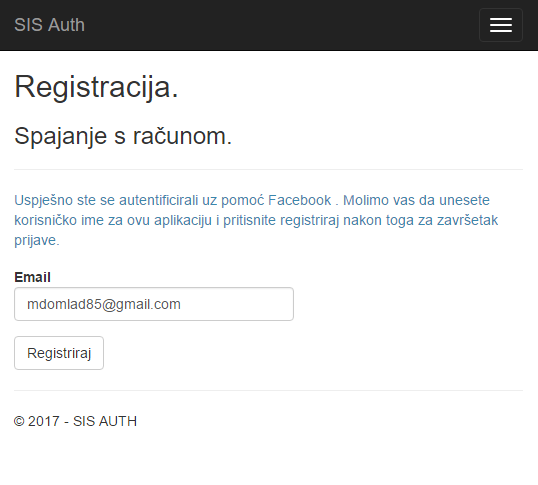 SIS Auth
Registracija.
Spajanje s računom.
Uspješno ste se autentificirali uz pomoć Facebook . Molimo vas da unesete
korisničko ime za ovu aplikaciju i pritisnite registriraj nakon toga za završetak
prijave.
Email
mdomlad85@gmail.com
Registriraj
© 2017 - SIS AUTH